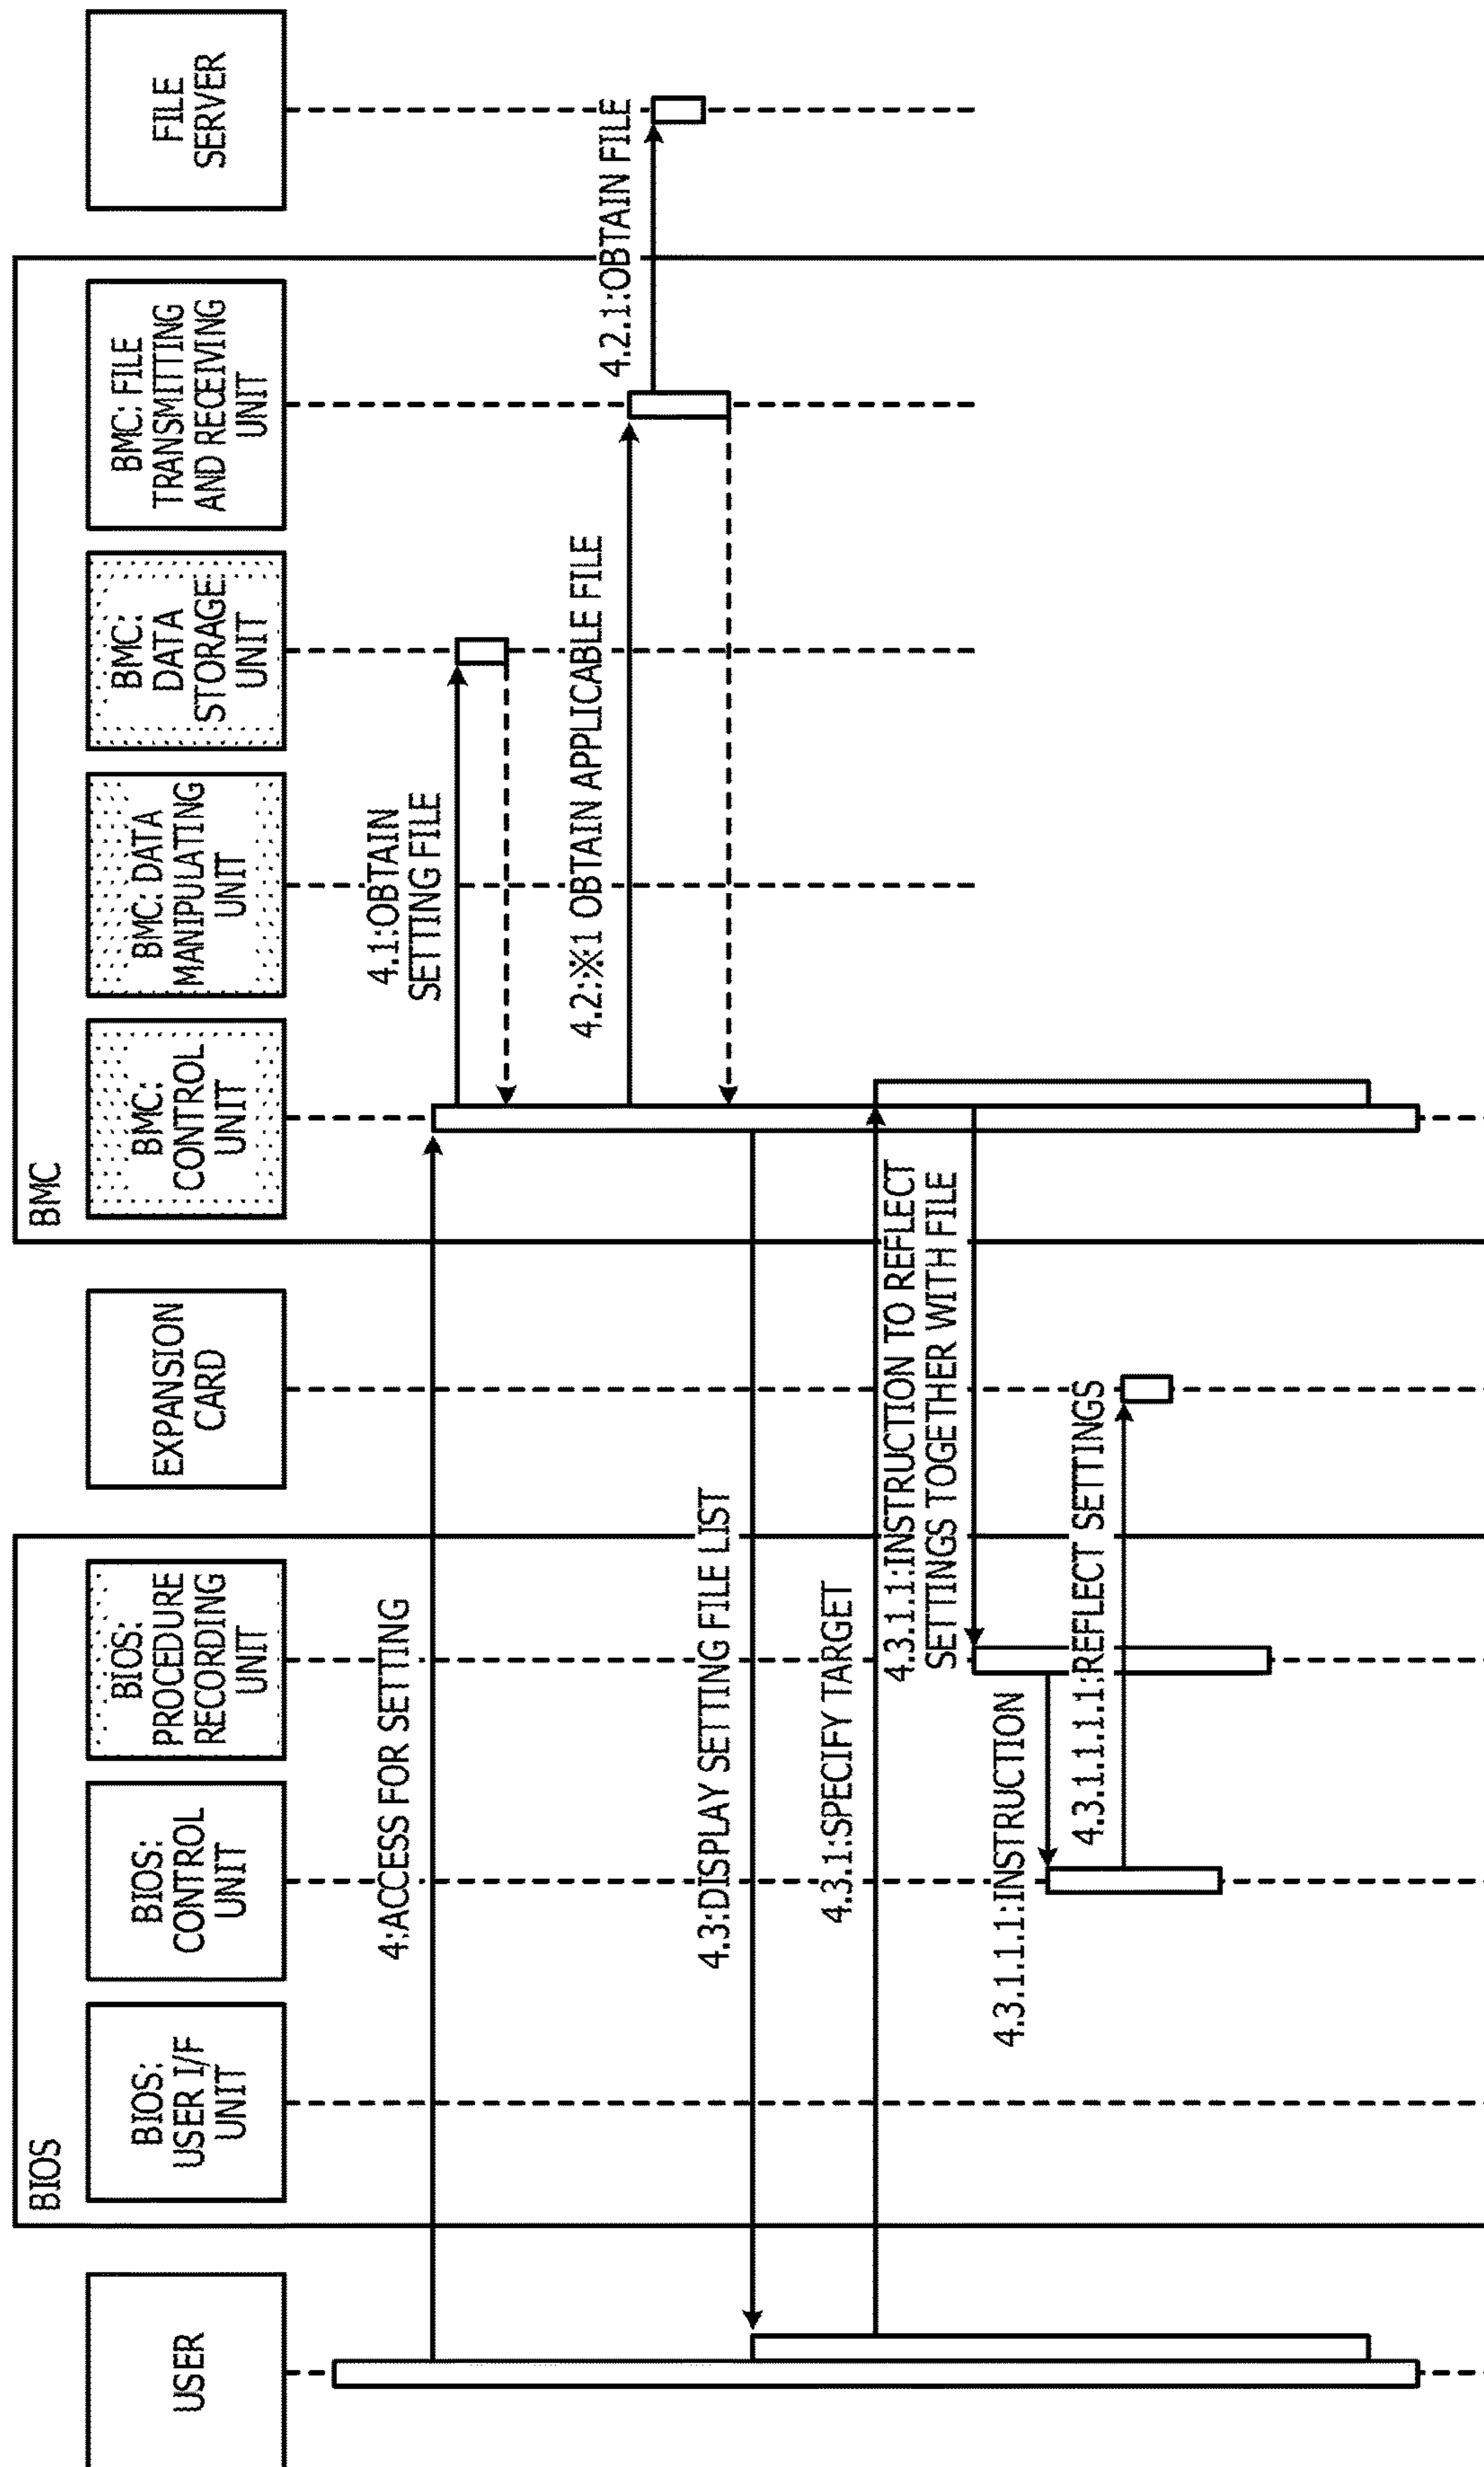 USER
BIOS
BIOS:
USER I/F
UNIT
BIOS:
CONTROL
UNIT
BIOS:
PROCEDURE
RECORDING
UNIT
EXPANSION
CARD
BMC
BMC:
CONTROL
UNIT
BMC: DATA
MANIPULATING
UNIT
BMC:
DATA
STORAGE
UNIT
BMC: FILE
TRANSMITTING
AND RECEIVING
UNIT
FILE
SERVER
4:ACCESS FOR SETTING
4.1:OBTAIN
SETTING FILE
4.2:※1 OBTAIN APPLICABLE FILE
4.2.1:OBTAIN FILE
4.3:DISPLAY SETTING FILE LIST
4.3.1:SPECIFY TARGET
4.3.1.1:INSTRUCTION TO REFLECT
SETTINGS TOGETHER WITH FILE
4.3.1.1.1:INSTRUCTION
4.3.1.1.1.1:REFLECT SETTINGS